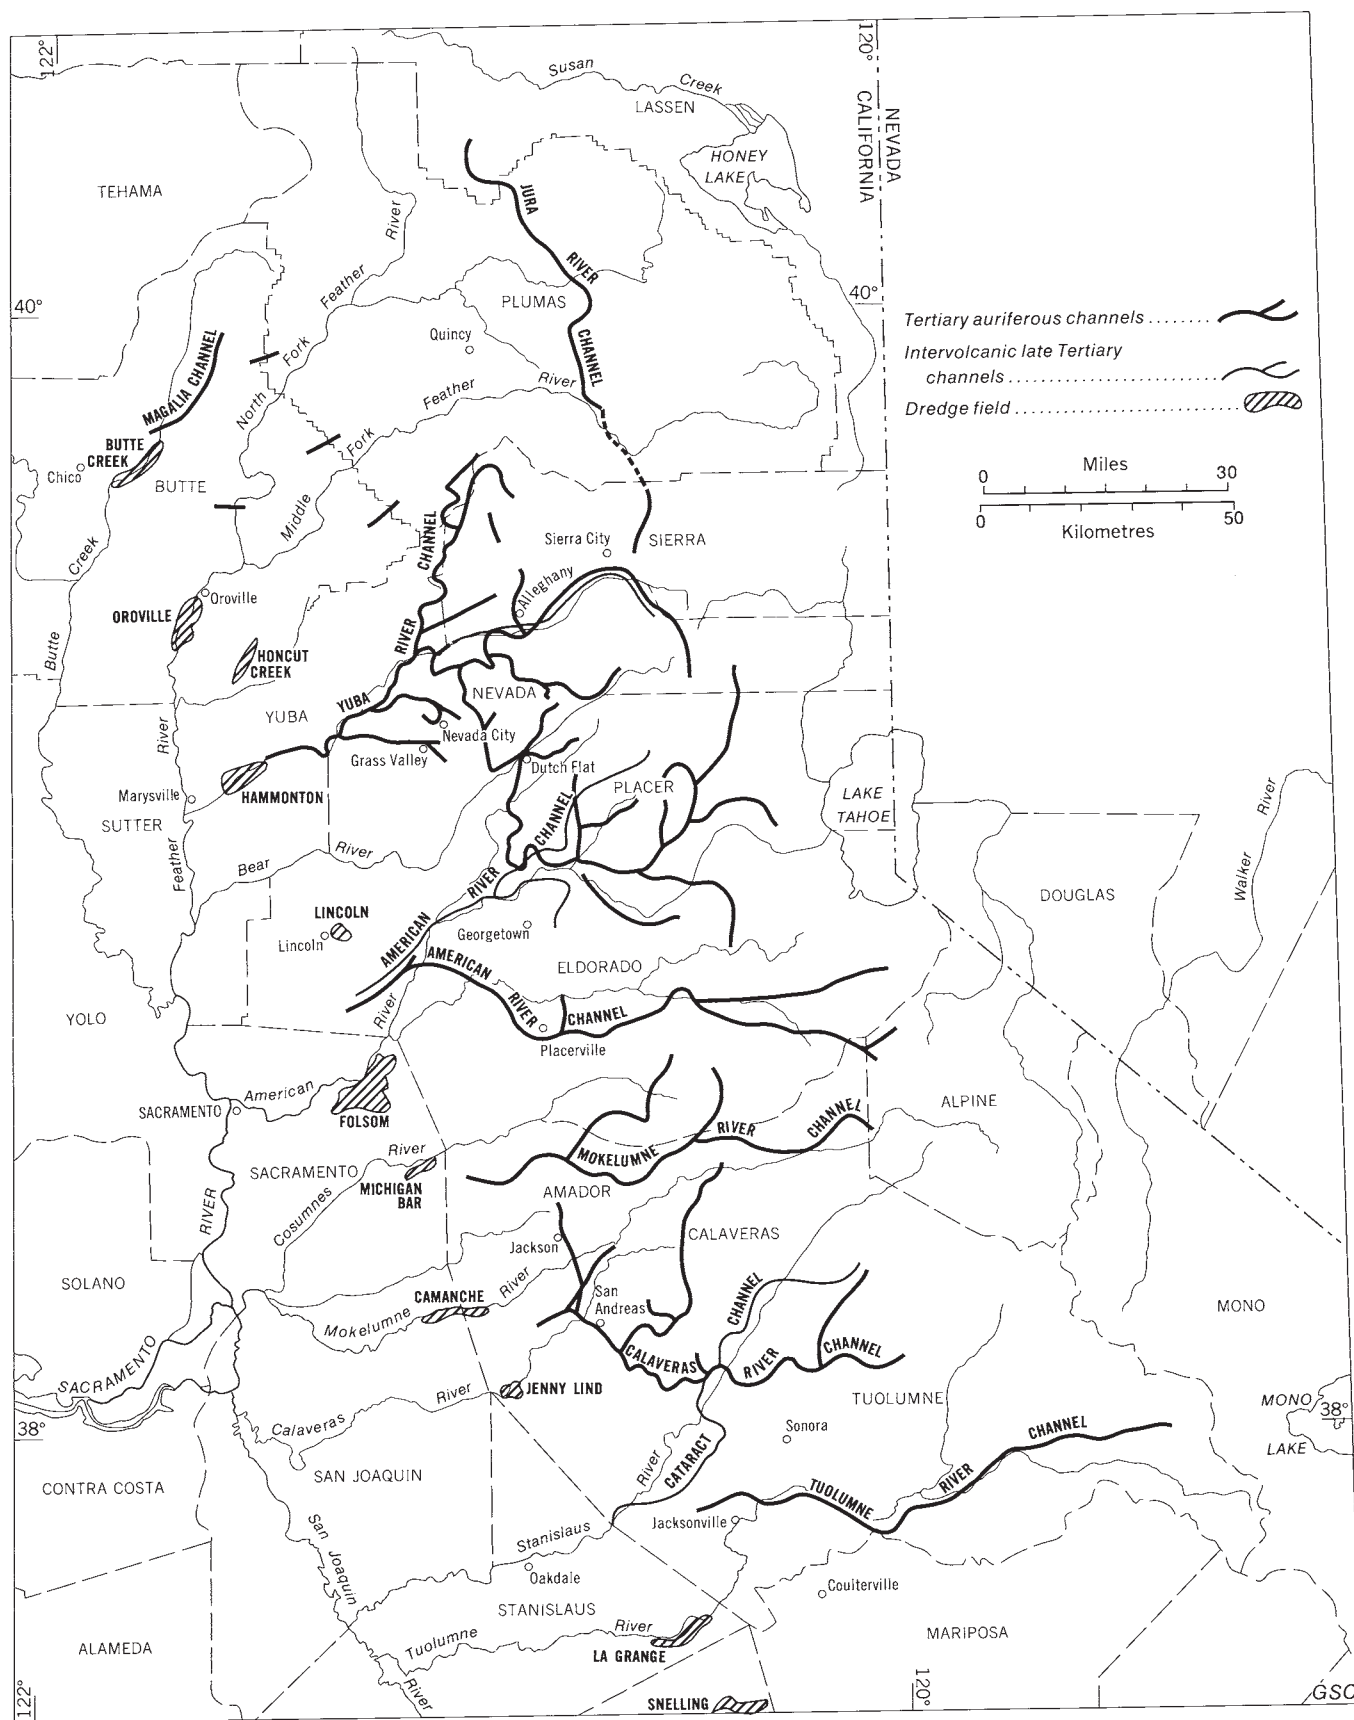 122°
120°
Susan
Creek
LASSEN
NEVADA
CALIFORNIA
HONEY
LAKE
TEHAMA
JURA
RIVER
CHANNEL
River
Feather
Fork
North
PLUMAS
Quincy
40°
40°
Tertiary auriferous channels
Intervolcanic late Tertiary
channels
Dredge field
0 Miles 30
0 Kilometres 50
MAGALIA CHANNEL
River
Feather
Fork
Middle
BUTTE
CREEK
Chico
BUTTE
Creek
Butte
CHANNEL
RIVER
YUBA
Sierra City
SIERRA
Alleghany
Oroville
OROVILLE
HONCUT
CREEK
NEVADA
YUBA
River
Feather
Nevada City
Grass Valley
Dutch Flat
PLACER
Marysville
HAMMONTON
SUTTER
LAKE
TAHOE
Bear
River
CHANNEL
RIVER
AMERICAN
Walker
River
DOUGLAS
LINCOLN
Lincoln
Georgetown
AMERICAN
RIVER
CHANNEL
ELDORADO
YOLO
River
Placerville
SACRAMENTO
American
FOLSOM
ALPINE
MOKELUMNE
RIVER
CHANNEL
River
SACRAMENTO
MICHIGAN
BAR
Cosumnes
AMADOR
RIVER
Jackson
CALAVERAS
SOLANO
CAMANCHE
River
Mokelumne
San
Andreas
CHANNEL
MONO
SACRAMENTO
CALAVERAS
RIVER
CHANNEL
JENNY LIND
River
Calaveras
TUOLUMNE
MONO
LAKE
38°
38°
Sonora
CHANNEL
RIVER
TUOLUMNE
River
CATARACT
SAN JOAQUIN
CONTRA COSTA
San Joaquin
Stanislaus
Jacksonville
Oakdale
Coulterville
STANISLAUS
River
Tuolumne
LA GRANGE
MARIPOSA
ALAMEDA
River
SNELLING
122°
120°
GSC